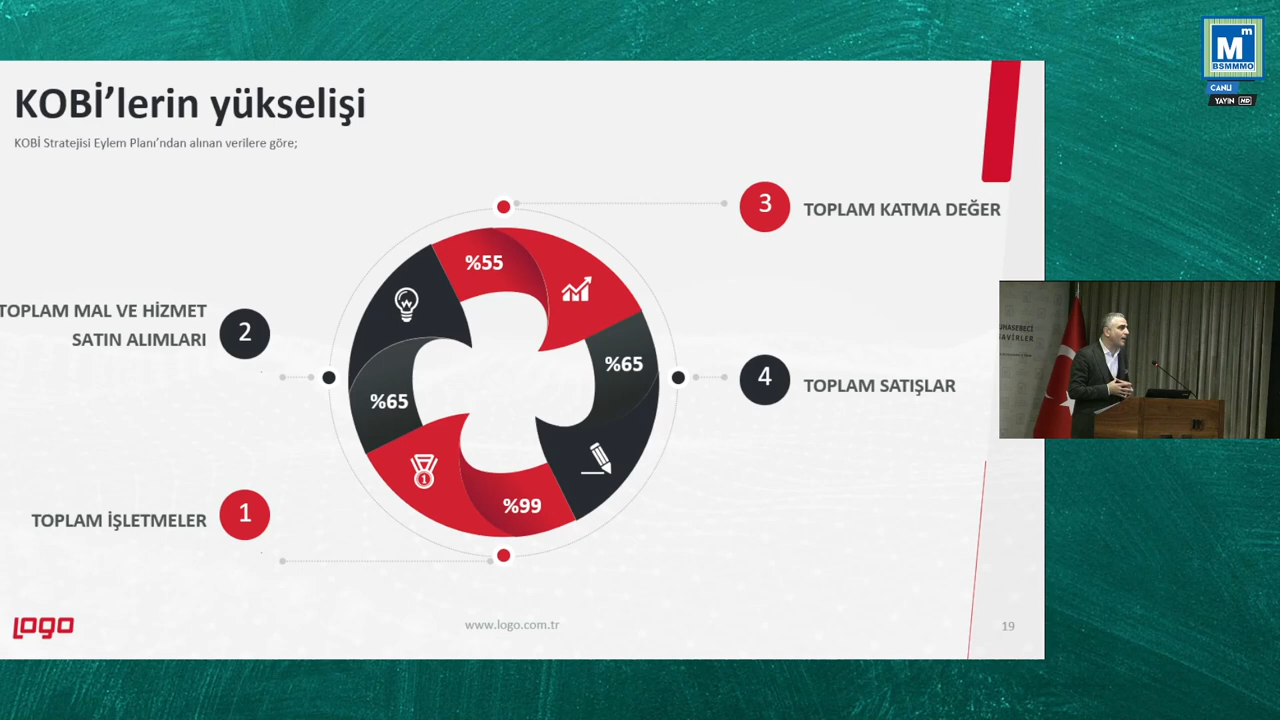 KOBİ’lerin yükselişi
KOBİ Stratejisi Eylem Planı’ndan alınan verilere göre;
3
TOPLAM KATMA DEĞER
%55
TOPLAM MAL VE HİZMET
SATIN ALIMLARI
2
%65
4
TOPLAM SATIŞLAR
%65
TOPLAM İŞLETMELER
1
1
%99
LOGO
www.logo.com.tr
19
M m
BSMMMO
CANLI
YAYIN HD